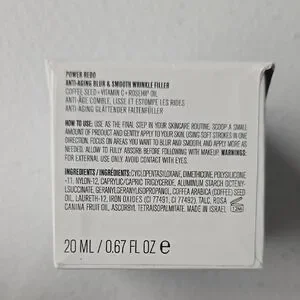 POWER REDO
ANTI-AGING BLUR & SMOOTH WRINKLE FILLER
COFFEE SEED + VITAMIN C + ROSEHIP OIL
ANTI-ÂGE COMBLE, LISSE ET ESTOMPE LES RIDES
ANTI-AGING GLÄTTENDER FALTENFÜLLER
HOW TO USE: USE AS THE FINAL STEP IN YOUR SKINCARE ROUTINE. SCOOP A SMALL
AMOUNT OF PRODUCT AND GENTLY APPLY TO YOUR SKIN, USING SOFT STROKES IN ONE
DIRECTION. FOCUS ON AREAS YOU WANT TO BLUR AND SMOOTH, AND APPLY MORE AS
NEEDED. ALLOW TO FULLY ABSORB BEFORE FOLLOWING WITH MAKEUP. WARNINGS:
FOR EXTERNAL USE ONLY. AVOID CONTACT WITH EYES.
INGREDIENTS / INGRÉDIENTS: CYCLOPENTASILOXANE, DIMETHICONE, POLYSILICONE
-11, NYLON-12, CAPRYLIC/CAPRIC TRIGLYCERIDE, ALUMINUM STARCH OCTENY-
LSUCCINATE, GERANYLGERANYLISOPROPANOL, COFFEA ARABICA (COFFEE) SEED
OIL, LAURETH-12, IRON OXIDES (CI 77491, CI 77492), TALC, ROSA
CANINA FRUIT OIL, ASCORBYL TETRAISOPALMITATE. MADE IN ISRAEL
12M
20 ML / 0.67 FL OZ ℮